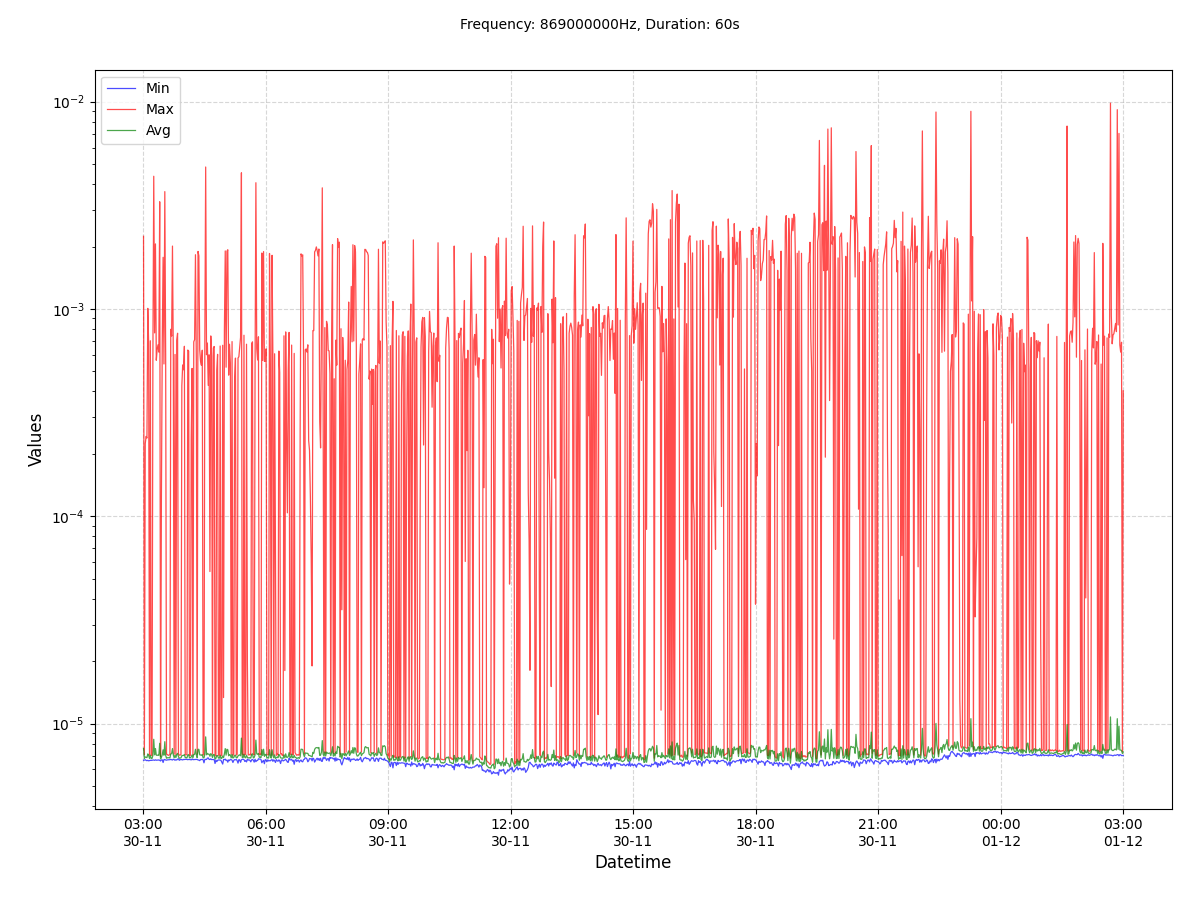 Frequency: 869000000Hz, Duration: 60s
Min
Max
Avg
10⁻²
10⁻³
10⁻⁴
10⁻⁵
Values
03:00 06:00 09:00 12:00 15:00 18:00 21:00 00:00 03:00
30-11 30-11 30-11 30-11 30-11 30-11 30-11 01-12 01-12
Datetime